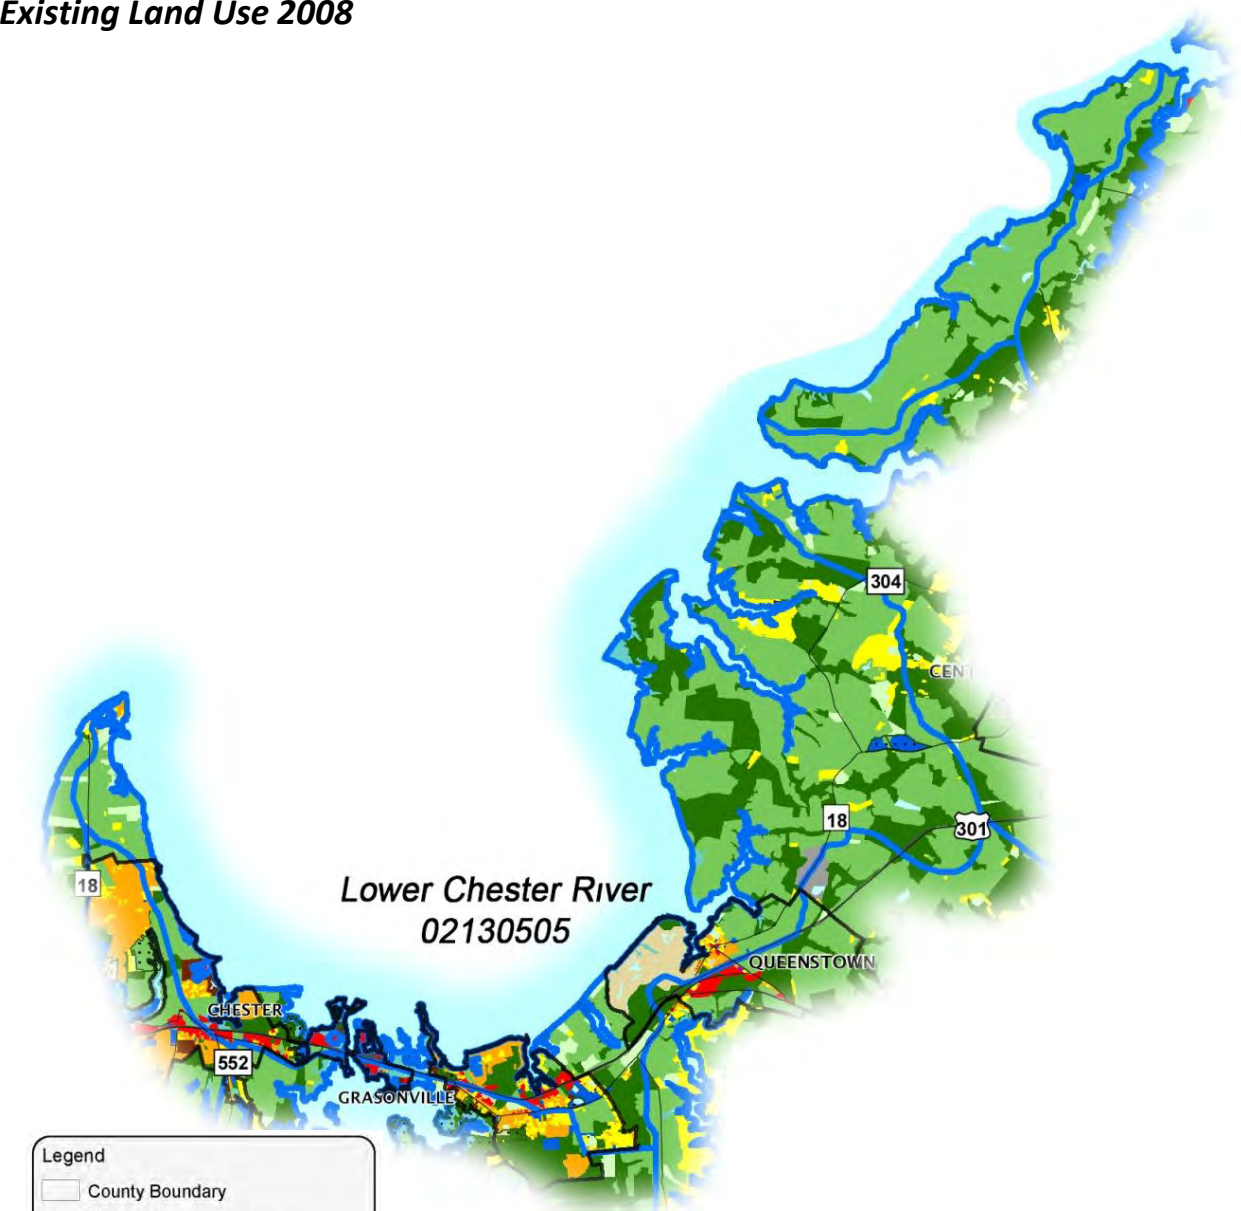 Existing Land Use 2008
304
CENT
18
301
18
Lower Chester River
02130505
QUEENSTOWN
CHESTER
552
GRASONVILLE
Legend
County Boundary